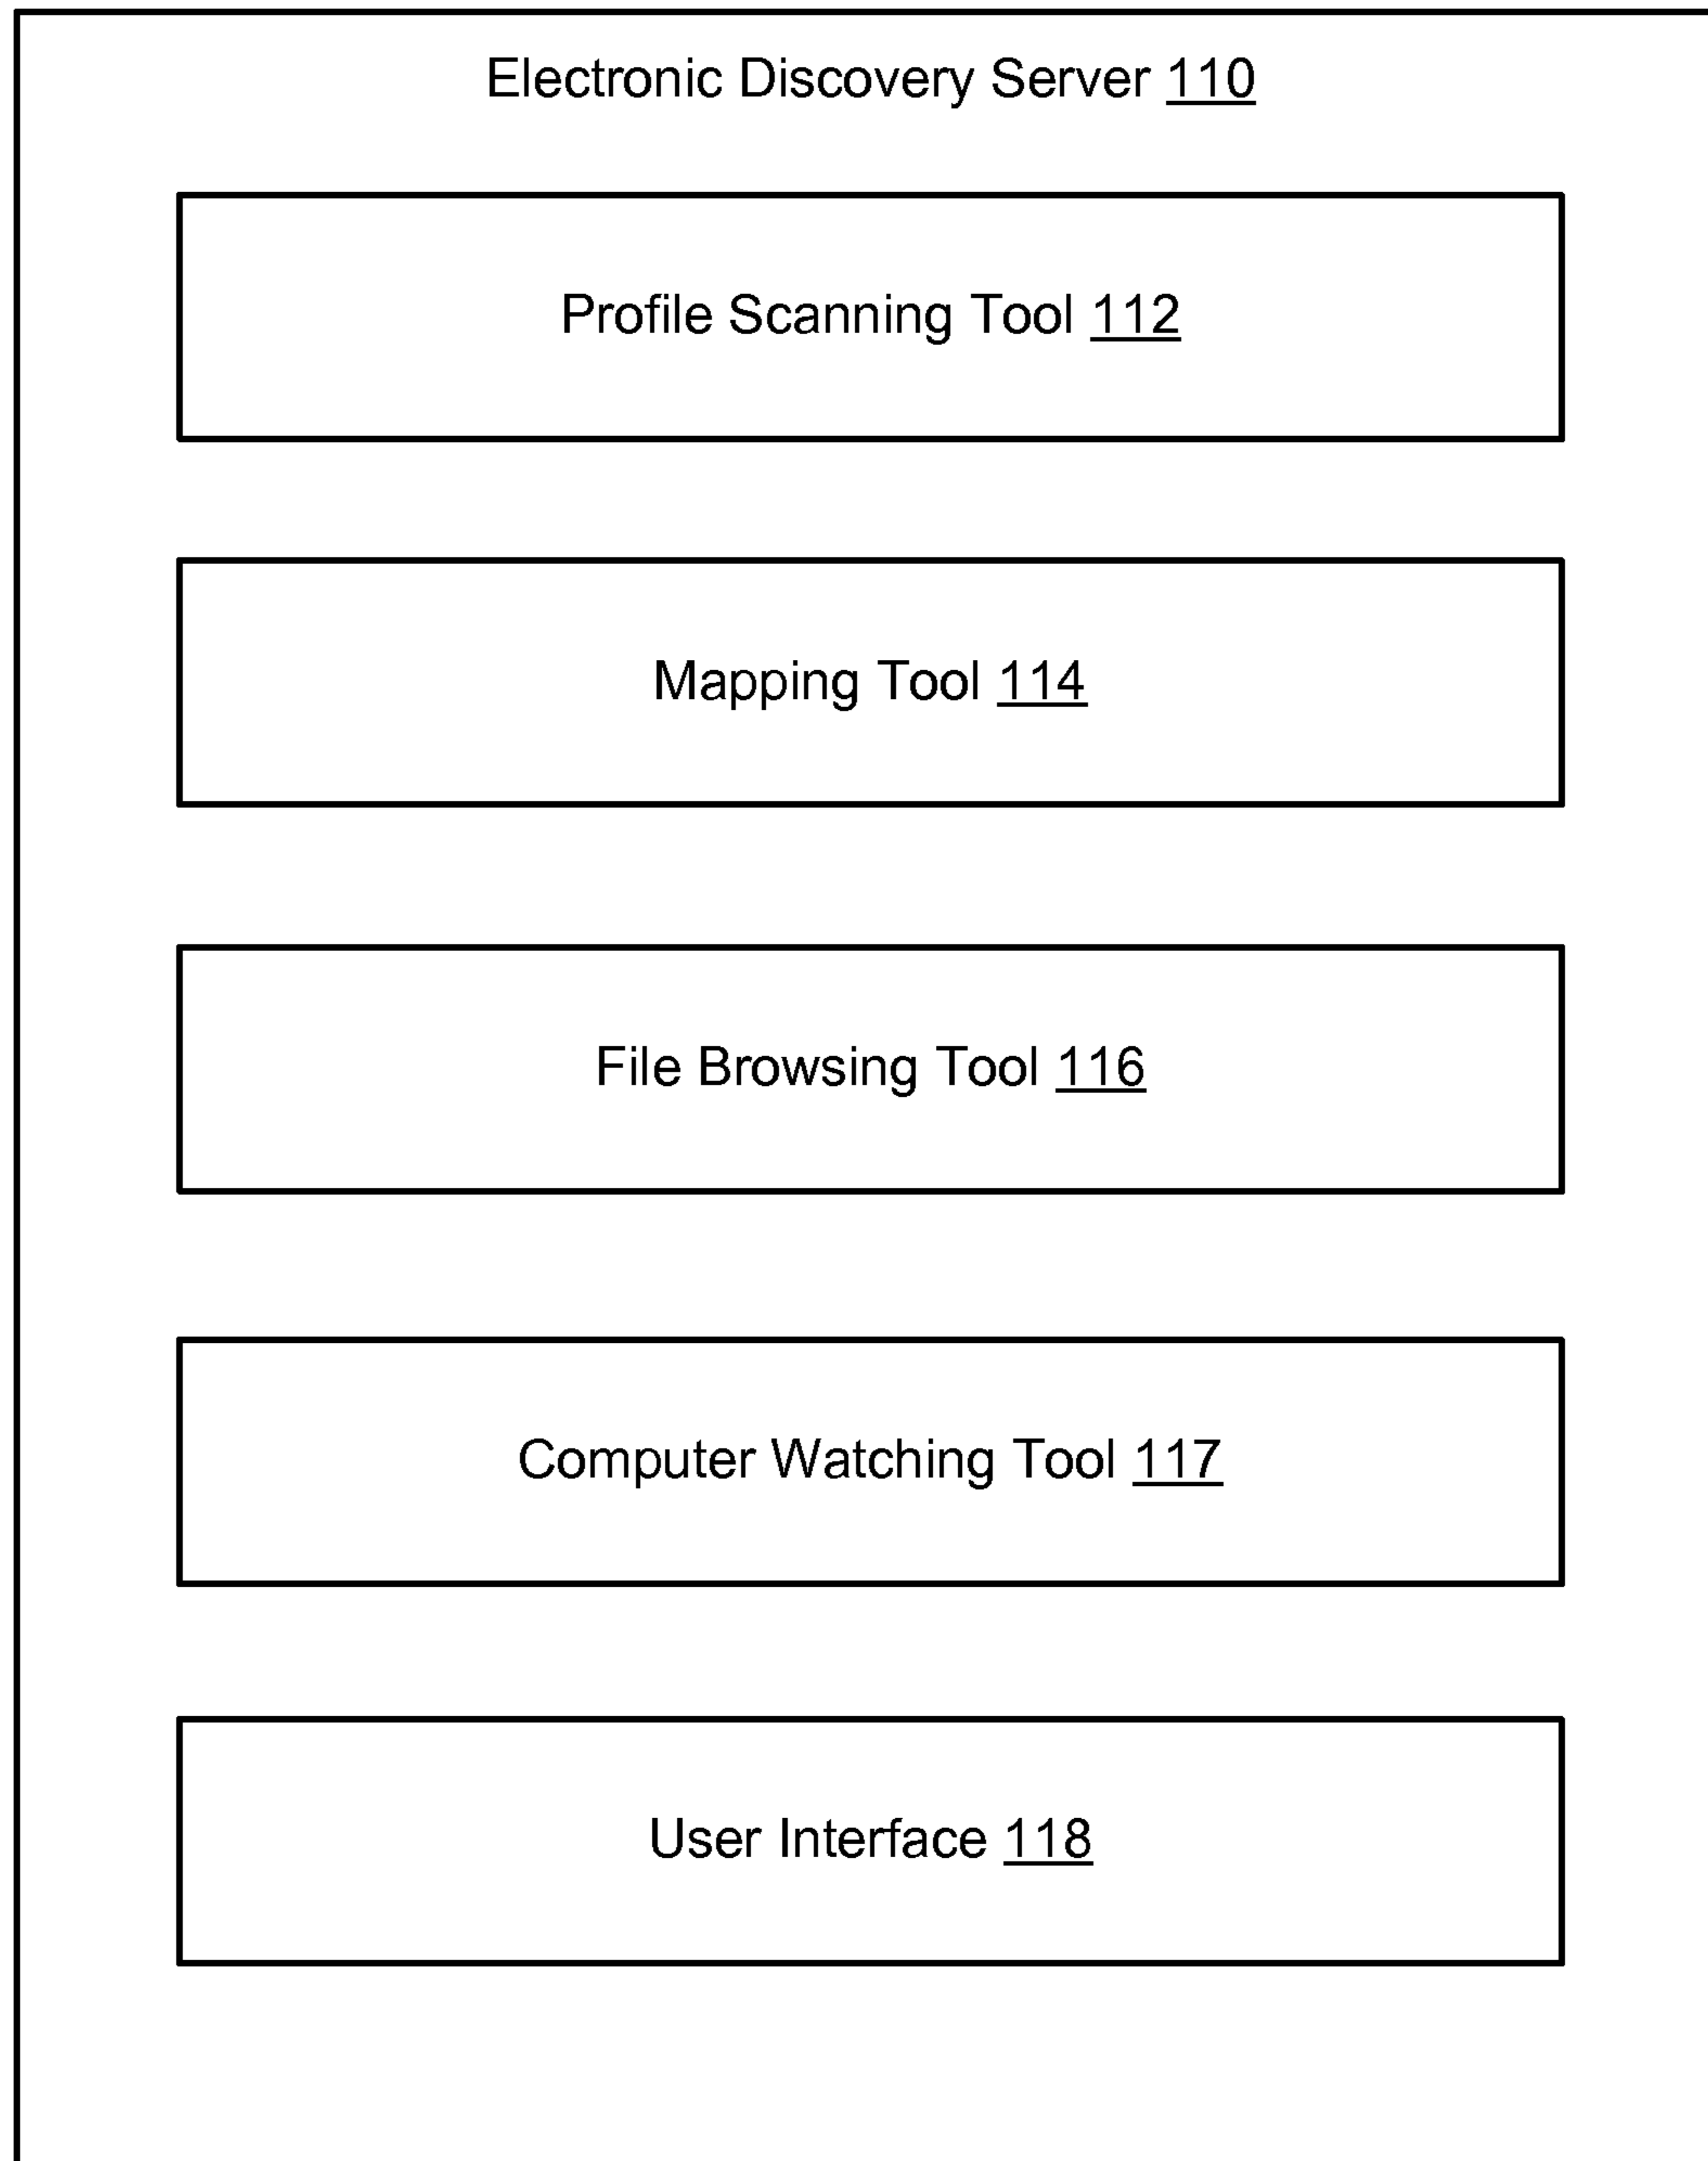 Electronic Discovery Server 110
Profile Scanning Tool 112
Mapping Tool 114
File Browsing Tool 116
Computer Watching Tool 117
User Interface 118